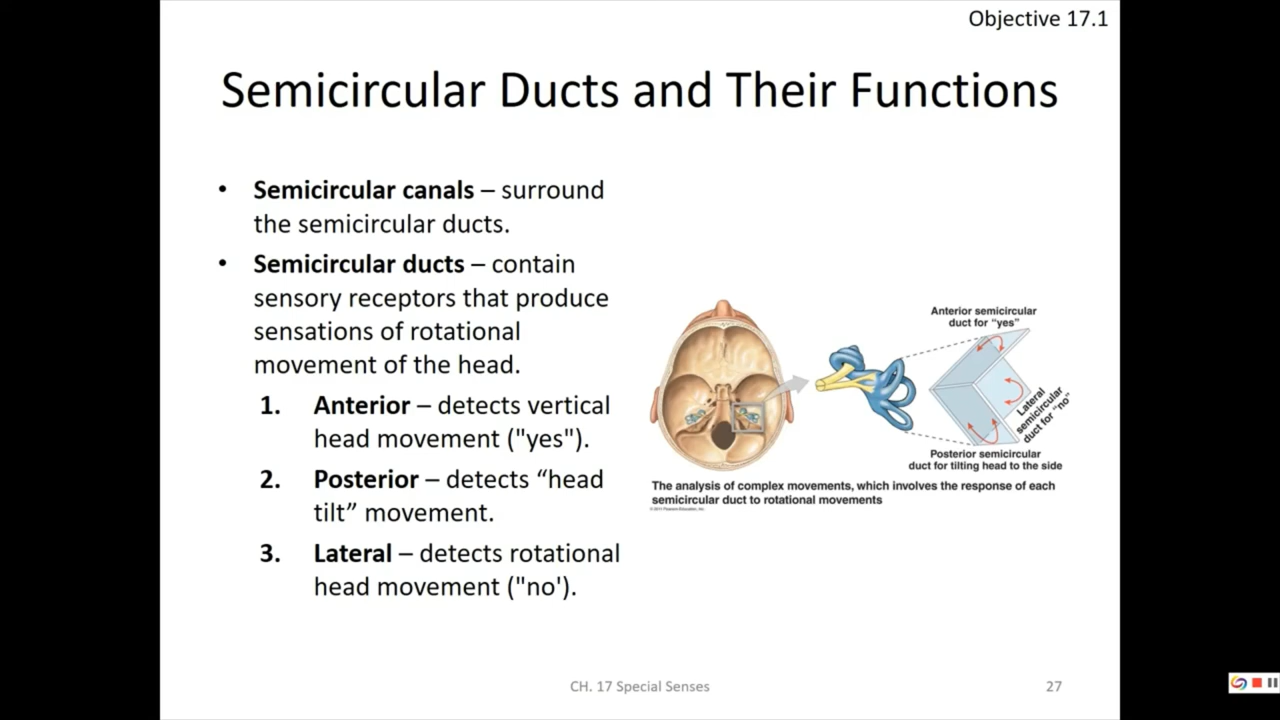 Objective 17.1
Semicircular Ducts and Their Functions
• Semicircular canals – surround
the semicircular ducts.
• Semicircular ducts – contain
sensory receptors that produce
sensations of rotational
movement of the head.
1. Anterior – detects vertical
head movement ("yes").
2. Posterior – detects “head
tilt” movement.
3. Lateral – detects rotational
head movement ("no').
Anterior semicircular
duct for “yes”
Lateral
semicircular
duct for “no”
Posterior semicircular
duct for tilting head to the side
The analysis of complex movements, which involves the response of each
semicircular duct to rotational movements
© 2011 Pearson Education, Inc.
CH. 17 Special Senses
27